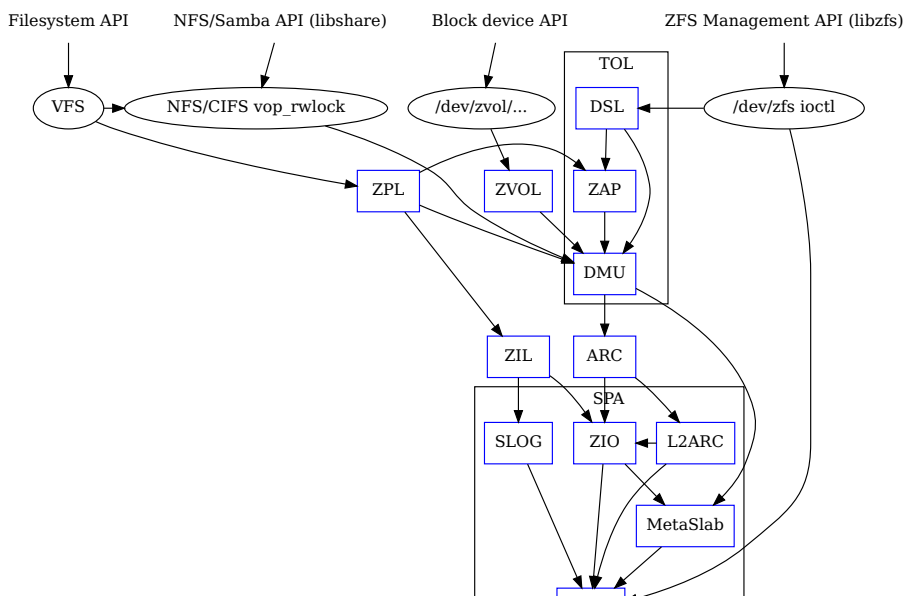 Filesystem API
NFS/Samba API (libshare)
Block device API
ZFS Management API (libzfs)
TOL
VFS
NFS/CIFS vop_rwlock
/dev/zvol/...
DSL
/dev/zfs ioctl
ZPL
ZVOL
ZAP
DMU
ZIL
ARC
SPA
SLOG
ZIO
L2ARC
MetaSlab